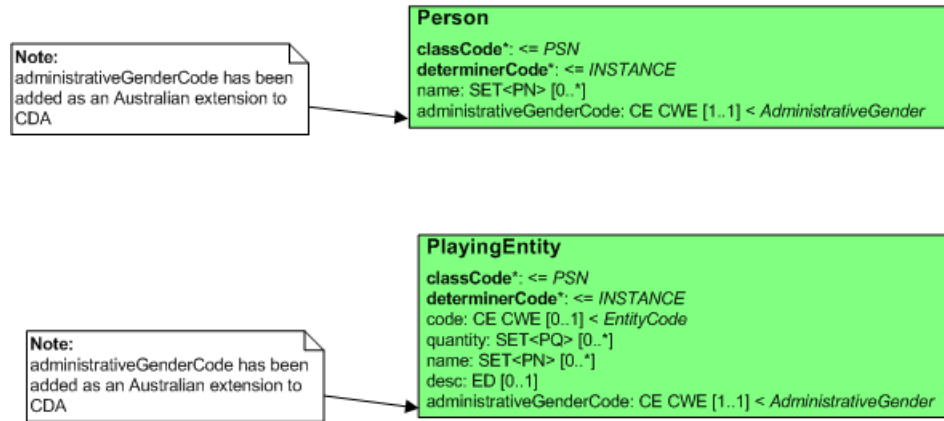 Note:
administrativeGenderCode has been
added as an Australian extension to
CDA
Person
classCode*: <= PSN
determinerCode*: <= INSTANCE
name: SET<PN> [0..*]
administrativeGenderCode: CE CWE [1..1] < AdministrativeGender
Note:
administrativeGenderCode has been
added as an Australian extension to
CDA
PlayingEntity
classCode*: <= PSN
determinerCode*: <= INSTANCE
code: CE CWE [0..1] < EntityCode
quantity: SET<PQ> [0..*]
name: SET<PN> [0..*]
desc: ED [0..1]
administrativeGenderCode: CE CWE [1..1] < AdministrativeGender